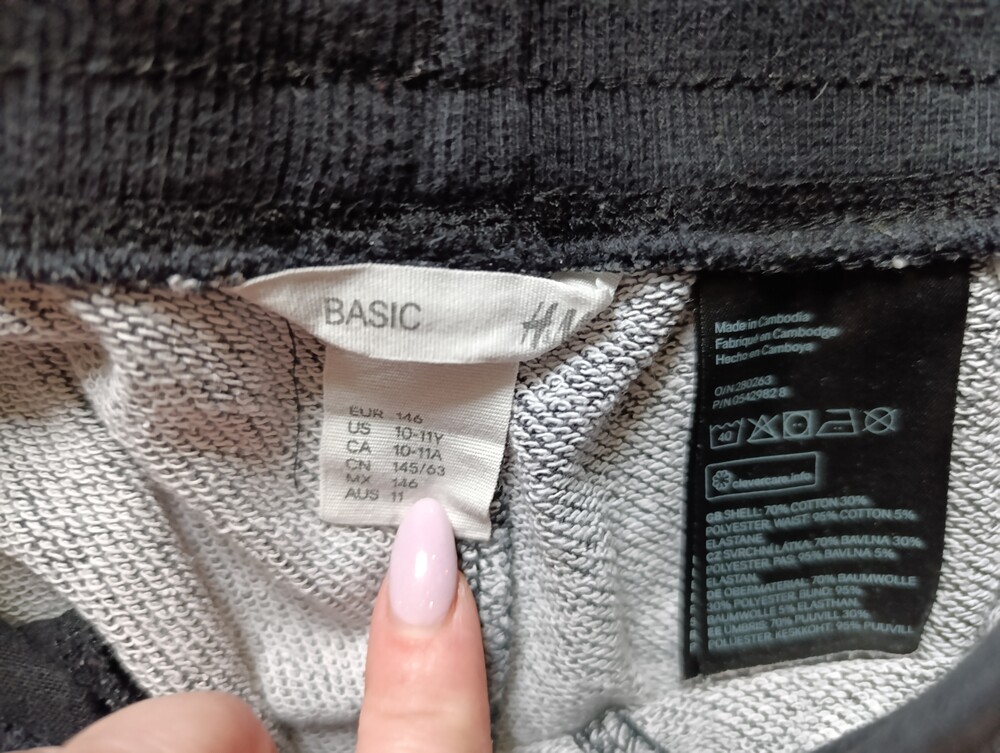 BASIC
H&M
EUR 146
US 10-11Y
CA 10-11A
CN 145/63
MX 146
AUS 11
Made in Cambodia
Fabriqué en Cambodge
Hecho en Camboya
O/N 280263
P/N 0542982 8
40
clevercare.info
GB SHELL: 70% COTTON 30%
POLYESTER. WAIST: 95% COTTON 5%
ELASTANE
CZ SVRCHNÍ LÁTKA: 70% BAVLNA 30%
POLYESTER. PAS: 95% BAVLNA 5%
ELASTAN
DE OBERMATERIAL: 70% BAUMWOLLE
30% POLYESTER. BUND: 95%
BAUMWOLLE 5% ELASTHAN
EE ÜMBRIS: 70% PUUVILL 30%
POLUESTER. KESKKOHT: 95% PUUVILL